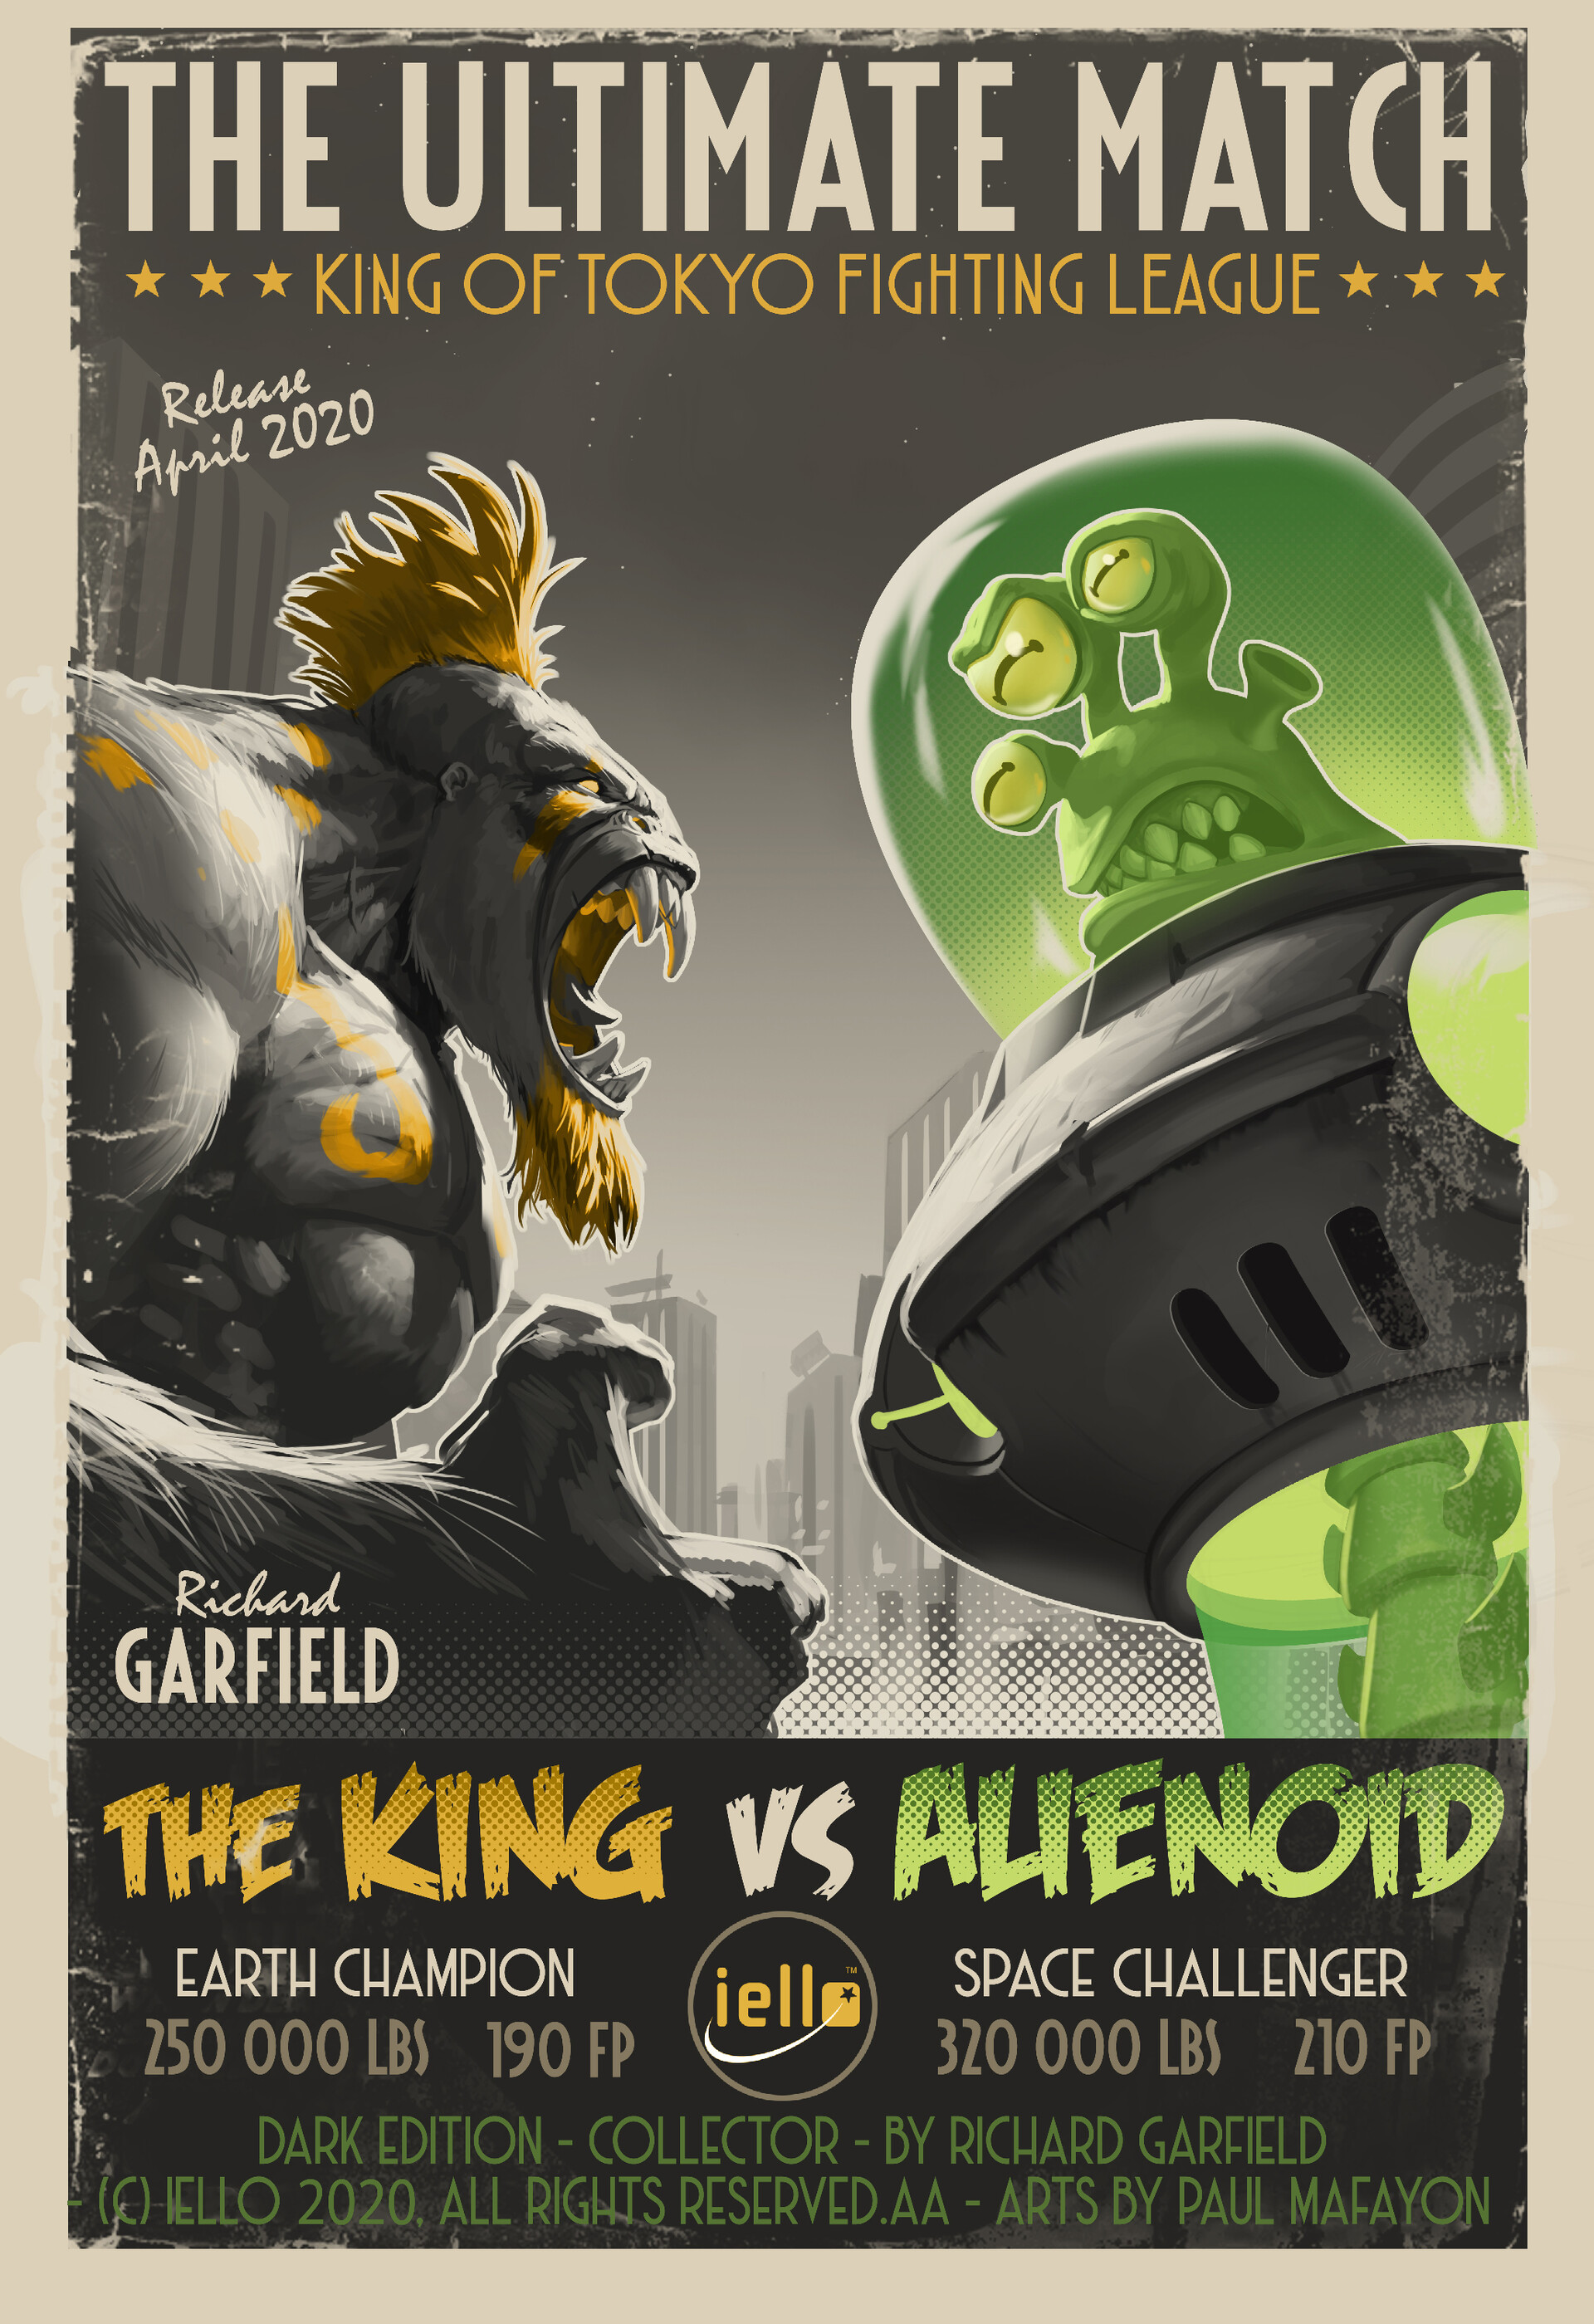 THE ULTIMATE MATCH
★ ★ ★ KING OF TOKYO FIGHTING LEAGUE ★ ★ ★
Release
April 2020
Richard
GARFIELD
THE KING VS ALIENOID
EARTH CHAMPION
250 000 LBS 190 FP
iello ™
SPACE CHALLENGER
320 000 LBS 210 FP
DARK EDITION - COLLECTOR - BY RICHARD GARFIELD
- (C) IELLO 2020, ALL RIGHTS RESERVED.AA - ARTS BY PAUL MAFAYON